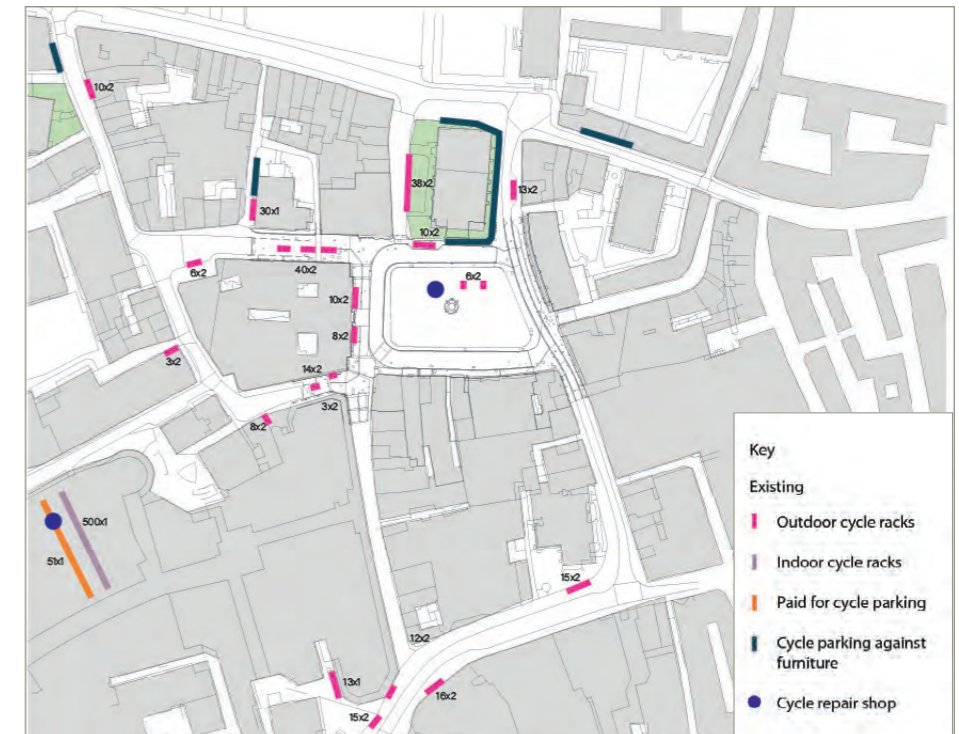 10x2
38x2
13x2
30x1
10x2
6x2
40x2
6x2
10x2
8x2
3x2
14x2
3x2
8x2
500x1
51x1
15x2
12x2
13x1
16x2
15x2
Key
Existing
Outdoor cycle racks
Indoor cycle racks
Paid for cycle parking
Cycle parking against
furniture
Cycle repair shop